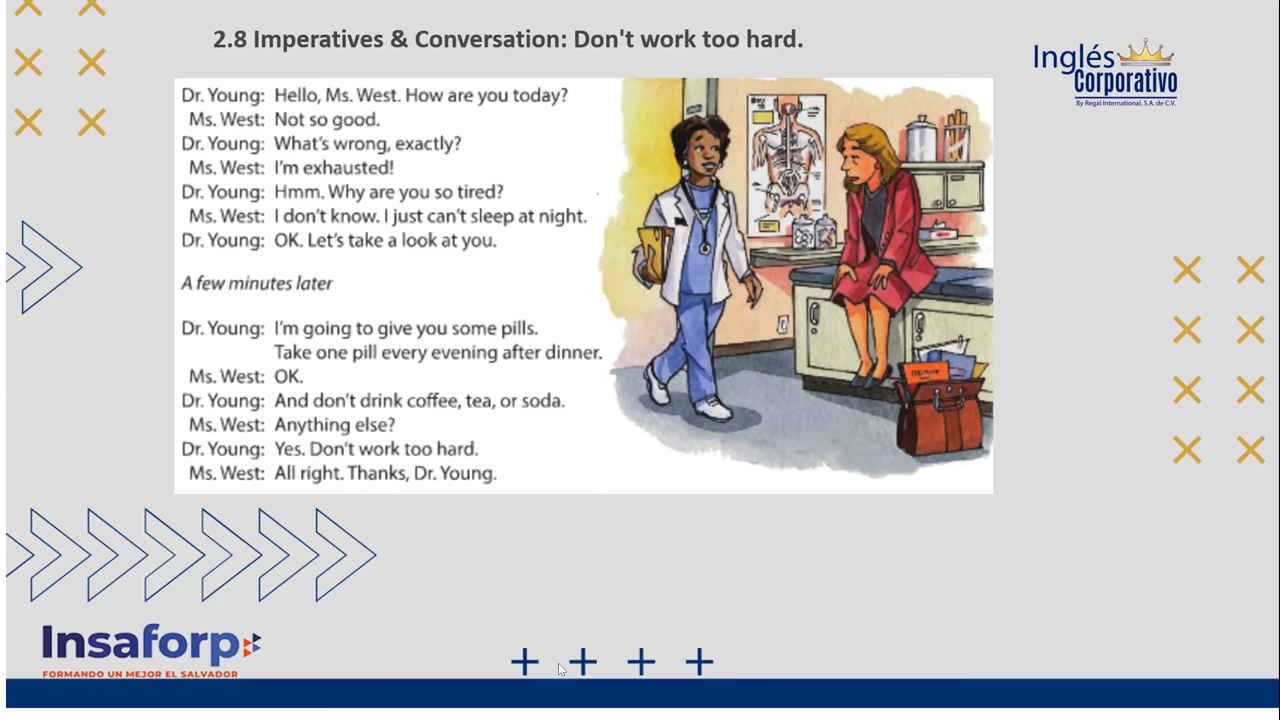 2.8 Imperatives & Conversation: Don't work too hard.
Inglés
Corporativo
By Regal International, S.A. de C.V.
Dr. Young: Hello, Ms. West. How are you today?
Ms. West: Not so good.
Dr. Young: What's wrong, exactly?
Ms. West: I'm exhausted!
Dr. Young: Hmm. Why are you so tired?
Ms. West: I don't know. I just can't sleep at night.
Dr. Young: OK. Let's take a look at you.
A few minutes later
Dr. Young: I'm going to give you some pills.
Take one pill every evening after dinner.
Ms. West: OK.
Dr. Young: And don't drink coffee, tea, or soda.
Ms. West: Anything else?
Dr. Young: Yes. Don't work too hard.
Ms. West: All right. Thanks, Dr. Young.
Insaforp
FORMANDO UN MEJOR EL SALVADOR